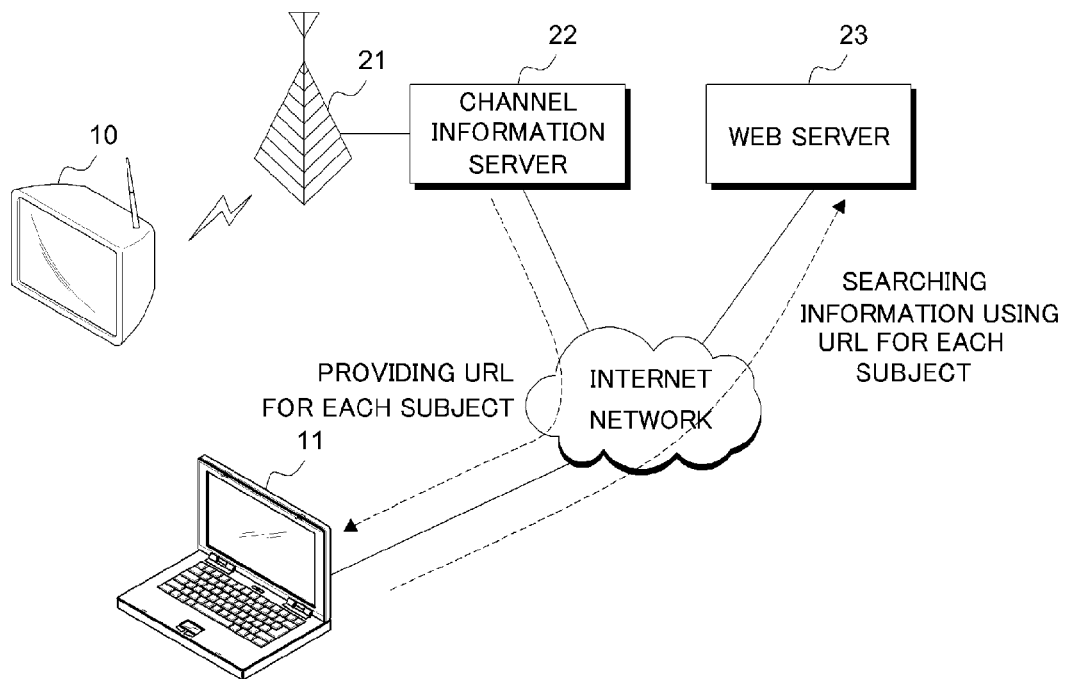 22
23
21
CHANNEL
INFORMATION
SERVER
WEB SERVER
10
SEARCHING
INFORMATION USING
URL FOR EACH
SUBJECT
PROVIDING URL
FOR EACH SUBJECT
INTERNET
NETWORK
11